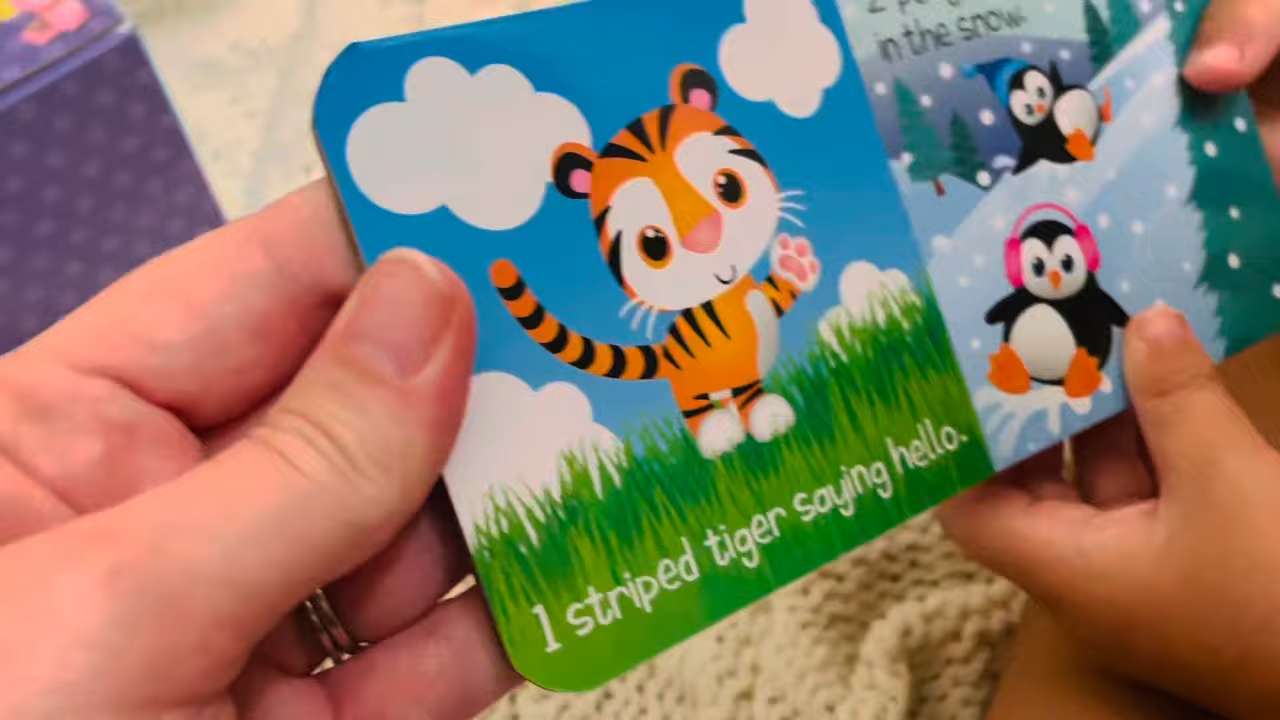 1 striped tiger saying hello.
in the snow.